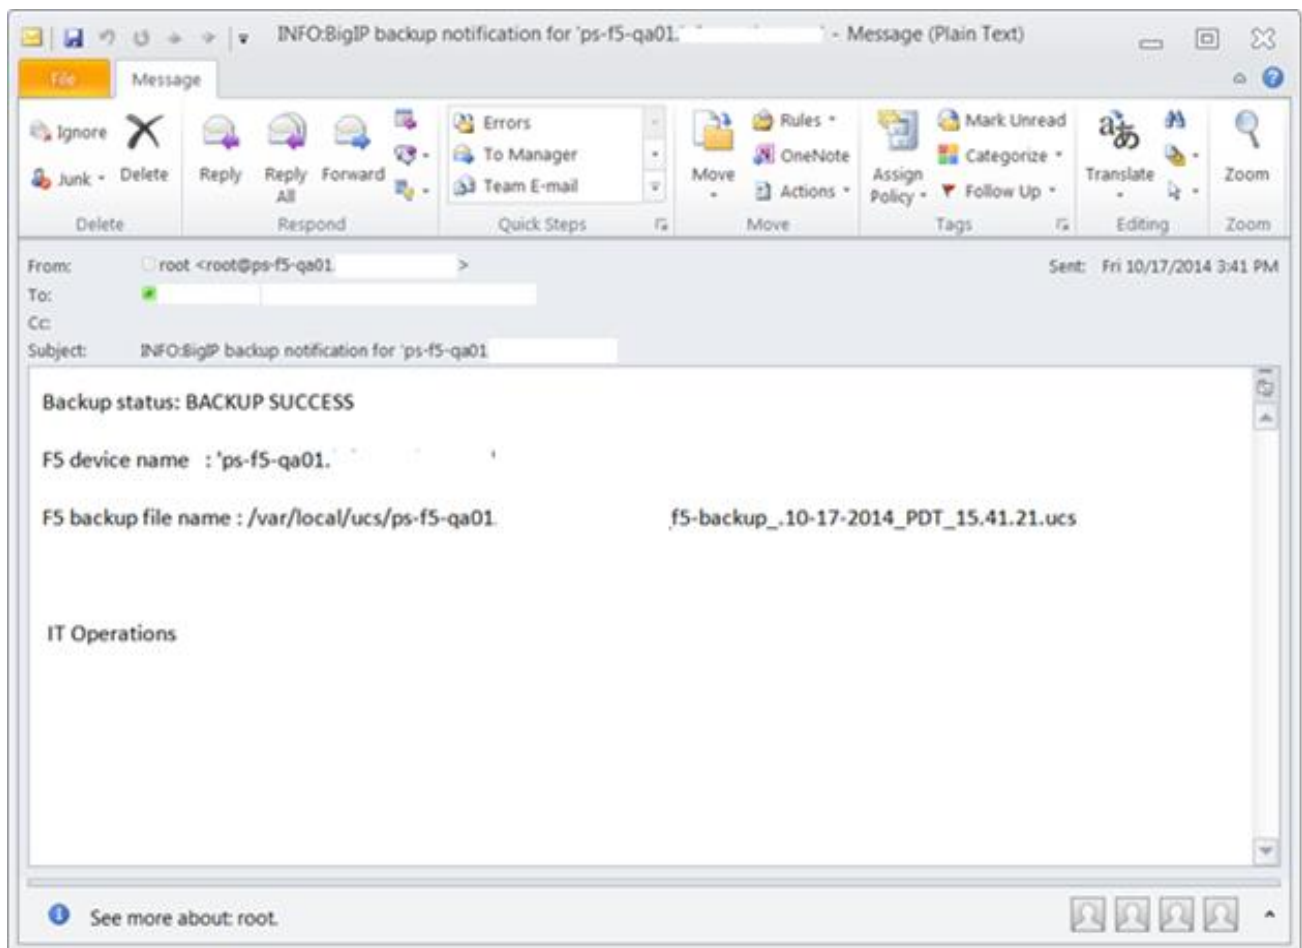 INFO:BigIP backup notification for 'ps-f5-qa01. ' - Message (Plain Text)
File Message
Ignore Delete Reply Reply All Forward Errors Move Rules Assign Policy Mark Unread Translate Zoom
To Manager OneNote Categorize
Junk Team E-mail Actions Follow Up
Delete Respond Quick Steps Move Tags Editing Zoom
From: root <root@ps-f5-qa01 > Sent: Fri 10/17/2014 3:41 PM
To:
Cc:
Subject: INFO:BigIP backup notification for 'ps-f5-qa01
Backup status: BACKUP SUCCESS
F5 device name : 'ps-f5-qa01. '
F5 backup file name : /var/local/ucs/ps-f5-qa01. f5-backup_.10-17-2014_PDT_15.41.21.ucs
IT Operations
See more about: root.